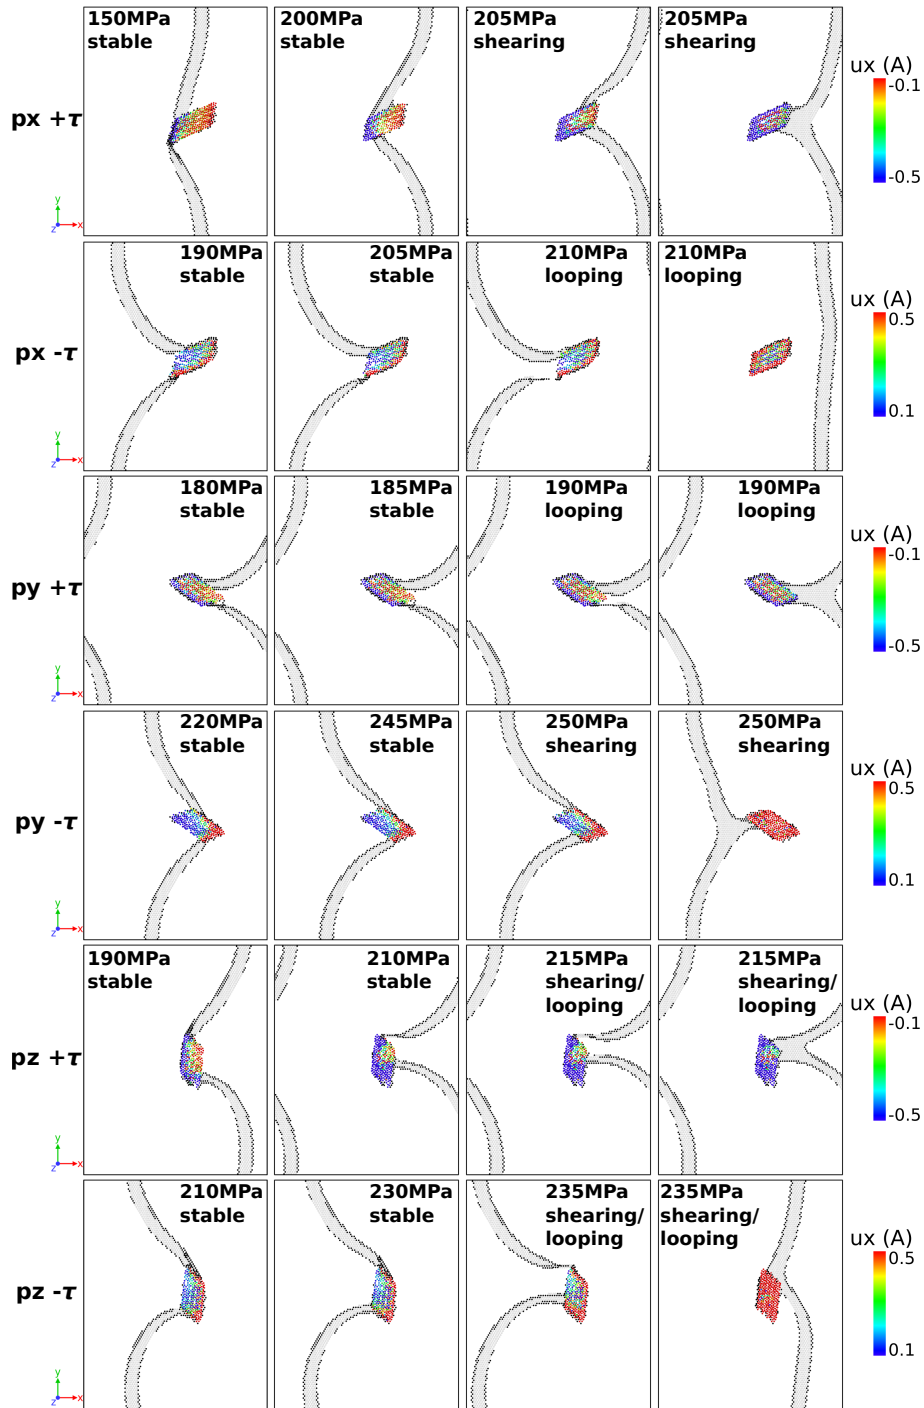 150MPa
stable
200MPa
stable
205MPa
shearing
205MPa
shearing
ux (A)
-0.1
-0.5
px +τ
y
z
x
190MPa
stable
205MPa
stable
210MPa
looping
210MPa
looping
ux (A)
0.5
0.1
px -τ
y
z
x
180MPa
stable
185MPa
stable
190MPa
looping
190MPa
looping
ux (A)
-0.1
-0.5
py +τ
y
z
x
220MPa
stable
245MPa
stable
250MPa
shearing
250MPa
shearing
ux (A)
0.5
0.1
py -τ
y
z
x
190MPa
stable
210MPa
stable
215MPa
shearing/
looping
215MPa
shearing/
looping
ux (A)
-0.1
-0.5
pz +τ
y
z
x
210MPa
stable
230MPa
stable
235MPa
shearing/
looping
235MPa
shearing/
looping
ux (A)
0.5
0.1
pz -τ
y
z
x